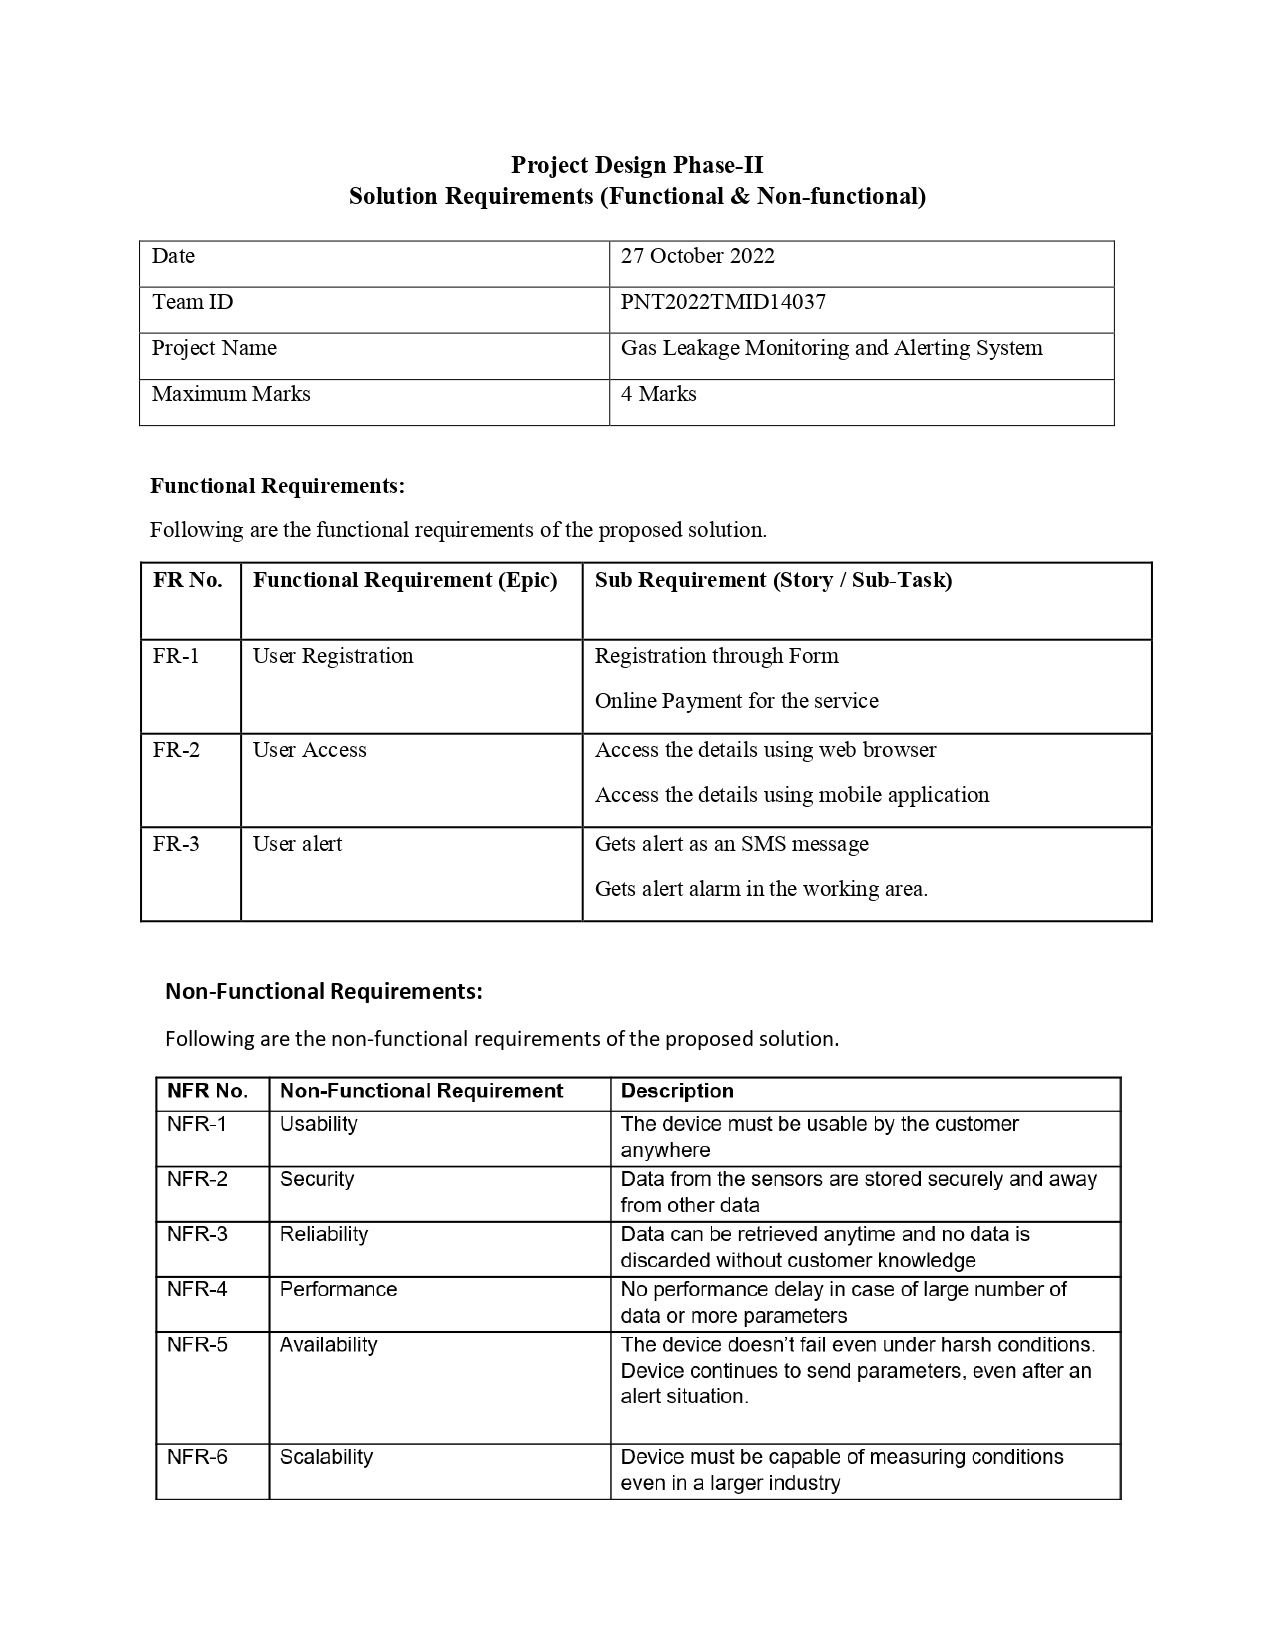 Project Design Phase-II
Solution Requirements (Functional & Non-functional)
Date 27 October 2022
Team ID PNT2022TMID14037
Project Name Gas Leakage Monitoring and Alerting System
Maximum Marks 4 Marks
Functional Requirements:
Following are the functional requirements of the proposed solution.
FR No. Functional Requirement (Epic) Sub Requirement (Story / Sub-Task)
FR-1 User Registration Registration through Form
Online Payment for the service
FR-2 User Access Access the details using web browser
Access the details using mobile application
FR-3 User alert Gets alert as an SMS message
Gets alert alarm in the working area.
Non-Functional Requirements:
Following are the non-functional requirements of the proposed solution.
NFR No. Non-Functional Requirement Description
NFR-1 Usability The device must be usable by the customer
anywhere
NFR-2 Security Data from the sensors are stored securely and away
from other data
NFR-3 Reliability Data can be retrieved anytime and no data is
discarded without customer knowledge
NFR-4 Performance No performance delay in case of large number of
data or more parameters
NFR-5 Availability The device doesn’t fail even under harsh conditions.
Device continues to send parameters, even after an
alert situation.
NFR-6 Scalability Device must be capable of measuring conditions
even in a larger industry